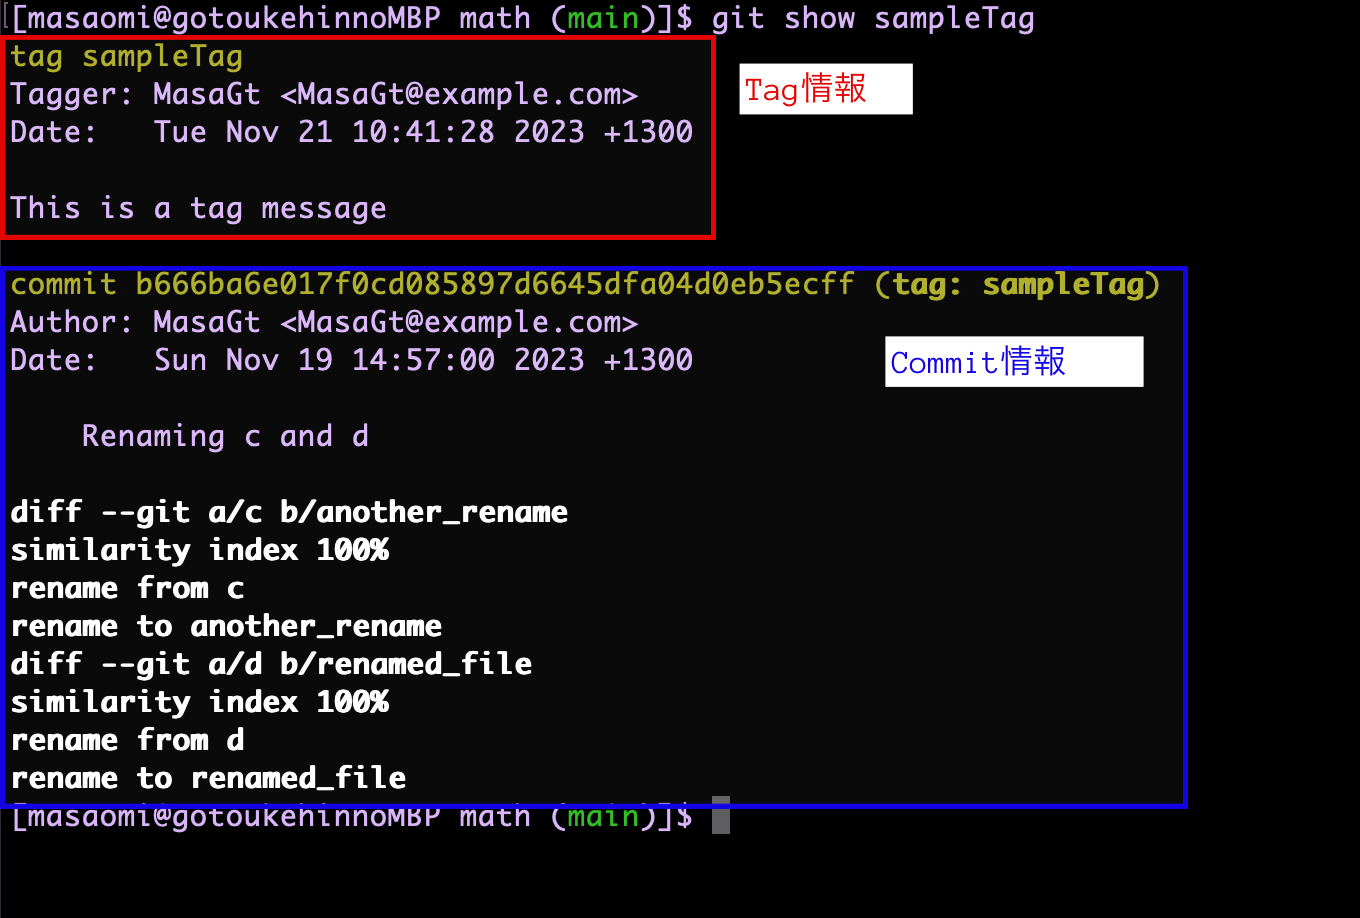 [masaomi@gotoukehinnoMBP math (main)]$ git show sampleTag
tag sampleTag
Tagger: MasaGt <MasaGt@example.com>
Tag情報
Date:   Tue Nov 21 10:41:28 2023 +1300
This is a tag message
commit b666ba6e017f0cd085897d6645dfa04d0eb5ecff (tag: sampleTag)
Author: MasaGt <MasaGt@example.com>
Date:   Sun Nov 19 14:57:00 2023 +1300
Commit情報
    Renaming c and d
diff --git a/c b/another_rename
similarity index 100%
rename from c
rename to another_rename
diff --git a/d b/renamed_file
similarity index 100%
rename from d
rename to renamed_file
[masaomi@gotoukehinnoMBP math (main)]$